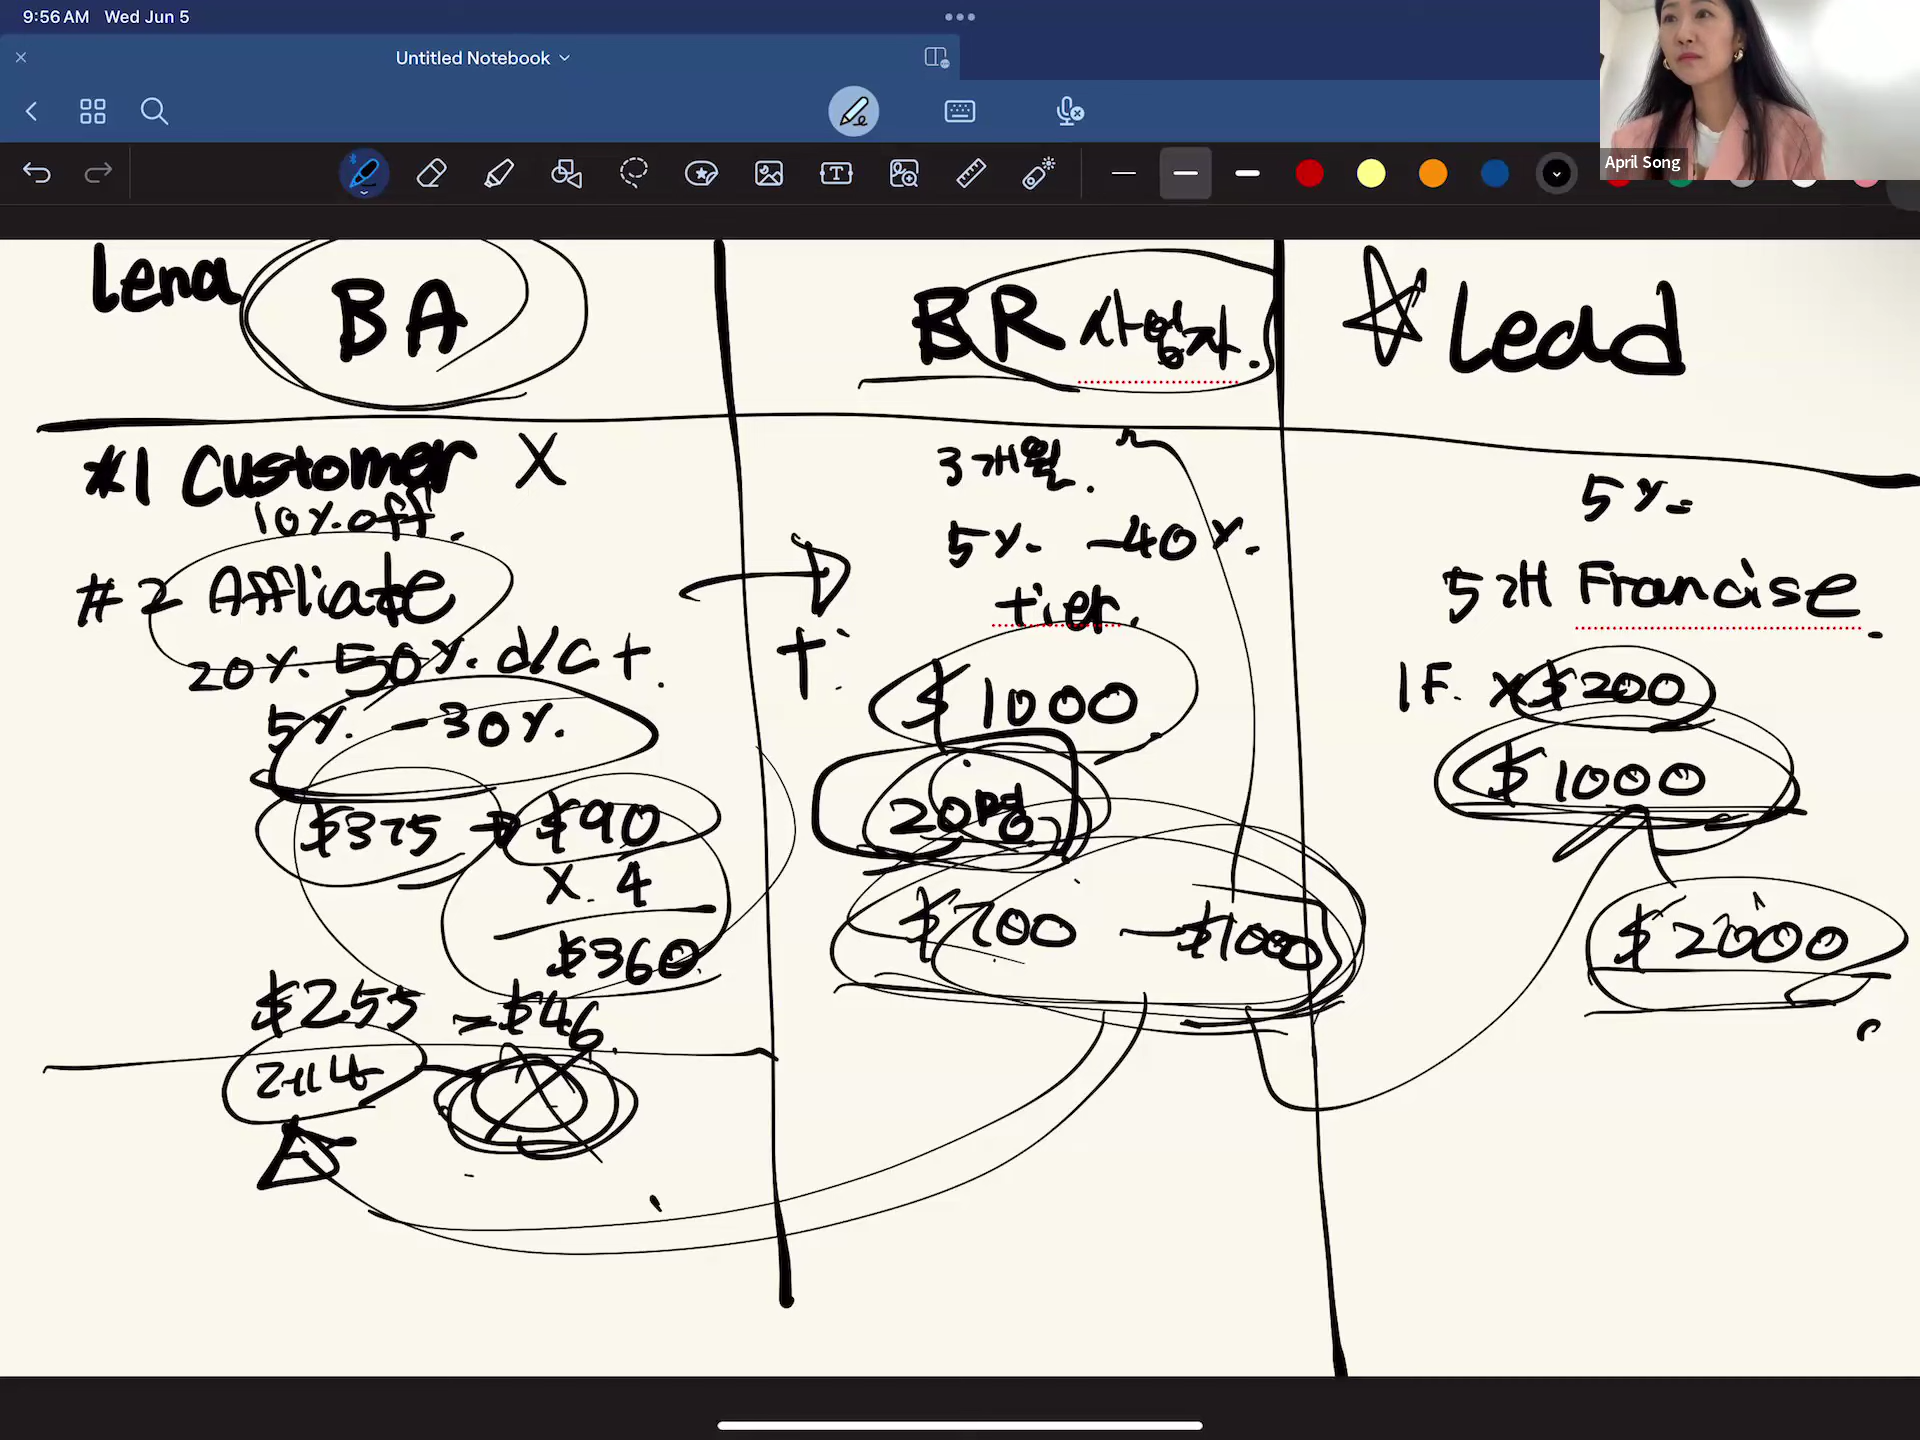 9:56 AM Wed Jun 5
Untitled Notebook
April Song
Lena BA
BR 사업자.
Lead
#1 Customer X
10%.off.
#2 Affliate
20%. 50%. d/c +.
5%. -30%.
$375 → $90
X. 4
$360.
$255 = $46.
3개월.
5%. -40%.
tier.
+.
$1000
20명
$700 - $1000
5%.
5개 Francise.
1F. x $200
$1000
$2000